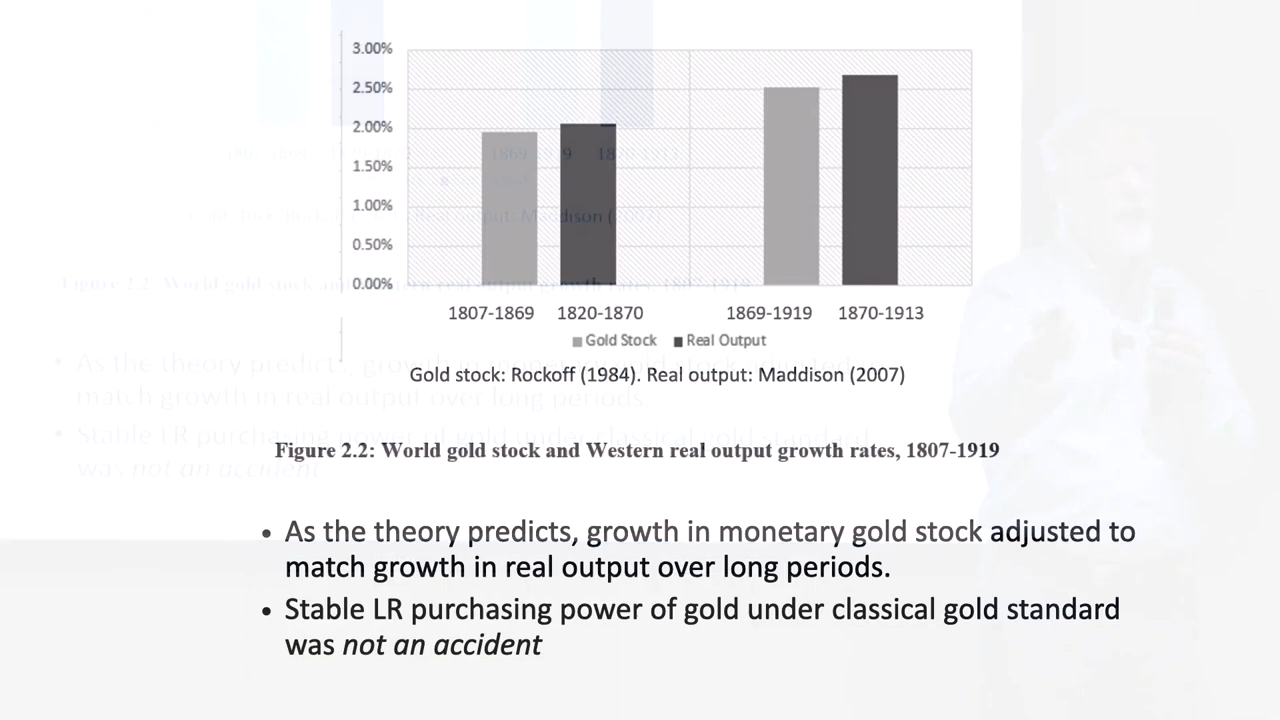 3.00%
2.50%
2.00%
1.50%
1.00%
0.50%
0.00%
1807-1869 1820-1870 1869-1919 1870-1913
Gold Stock Real Output
Gold stock: Rockoff (1984). Real output: Maddison (2007)
Figure 2.2: World gold stock and Western real output growth rates, 1807-1919
• As the theory predicts, growth in monetary gold stock adjusted to
match growth in real output over long periods.
• Stable LR purchasing power of gold under classical gold standard
was not an accident